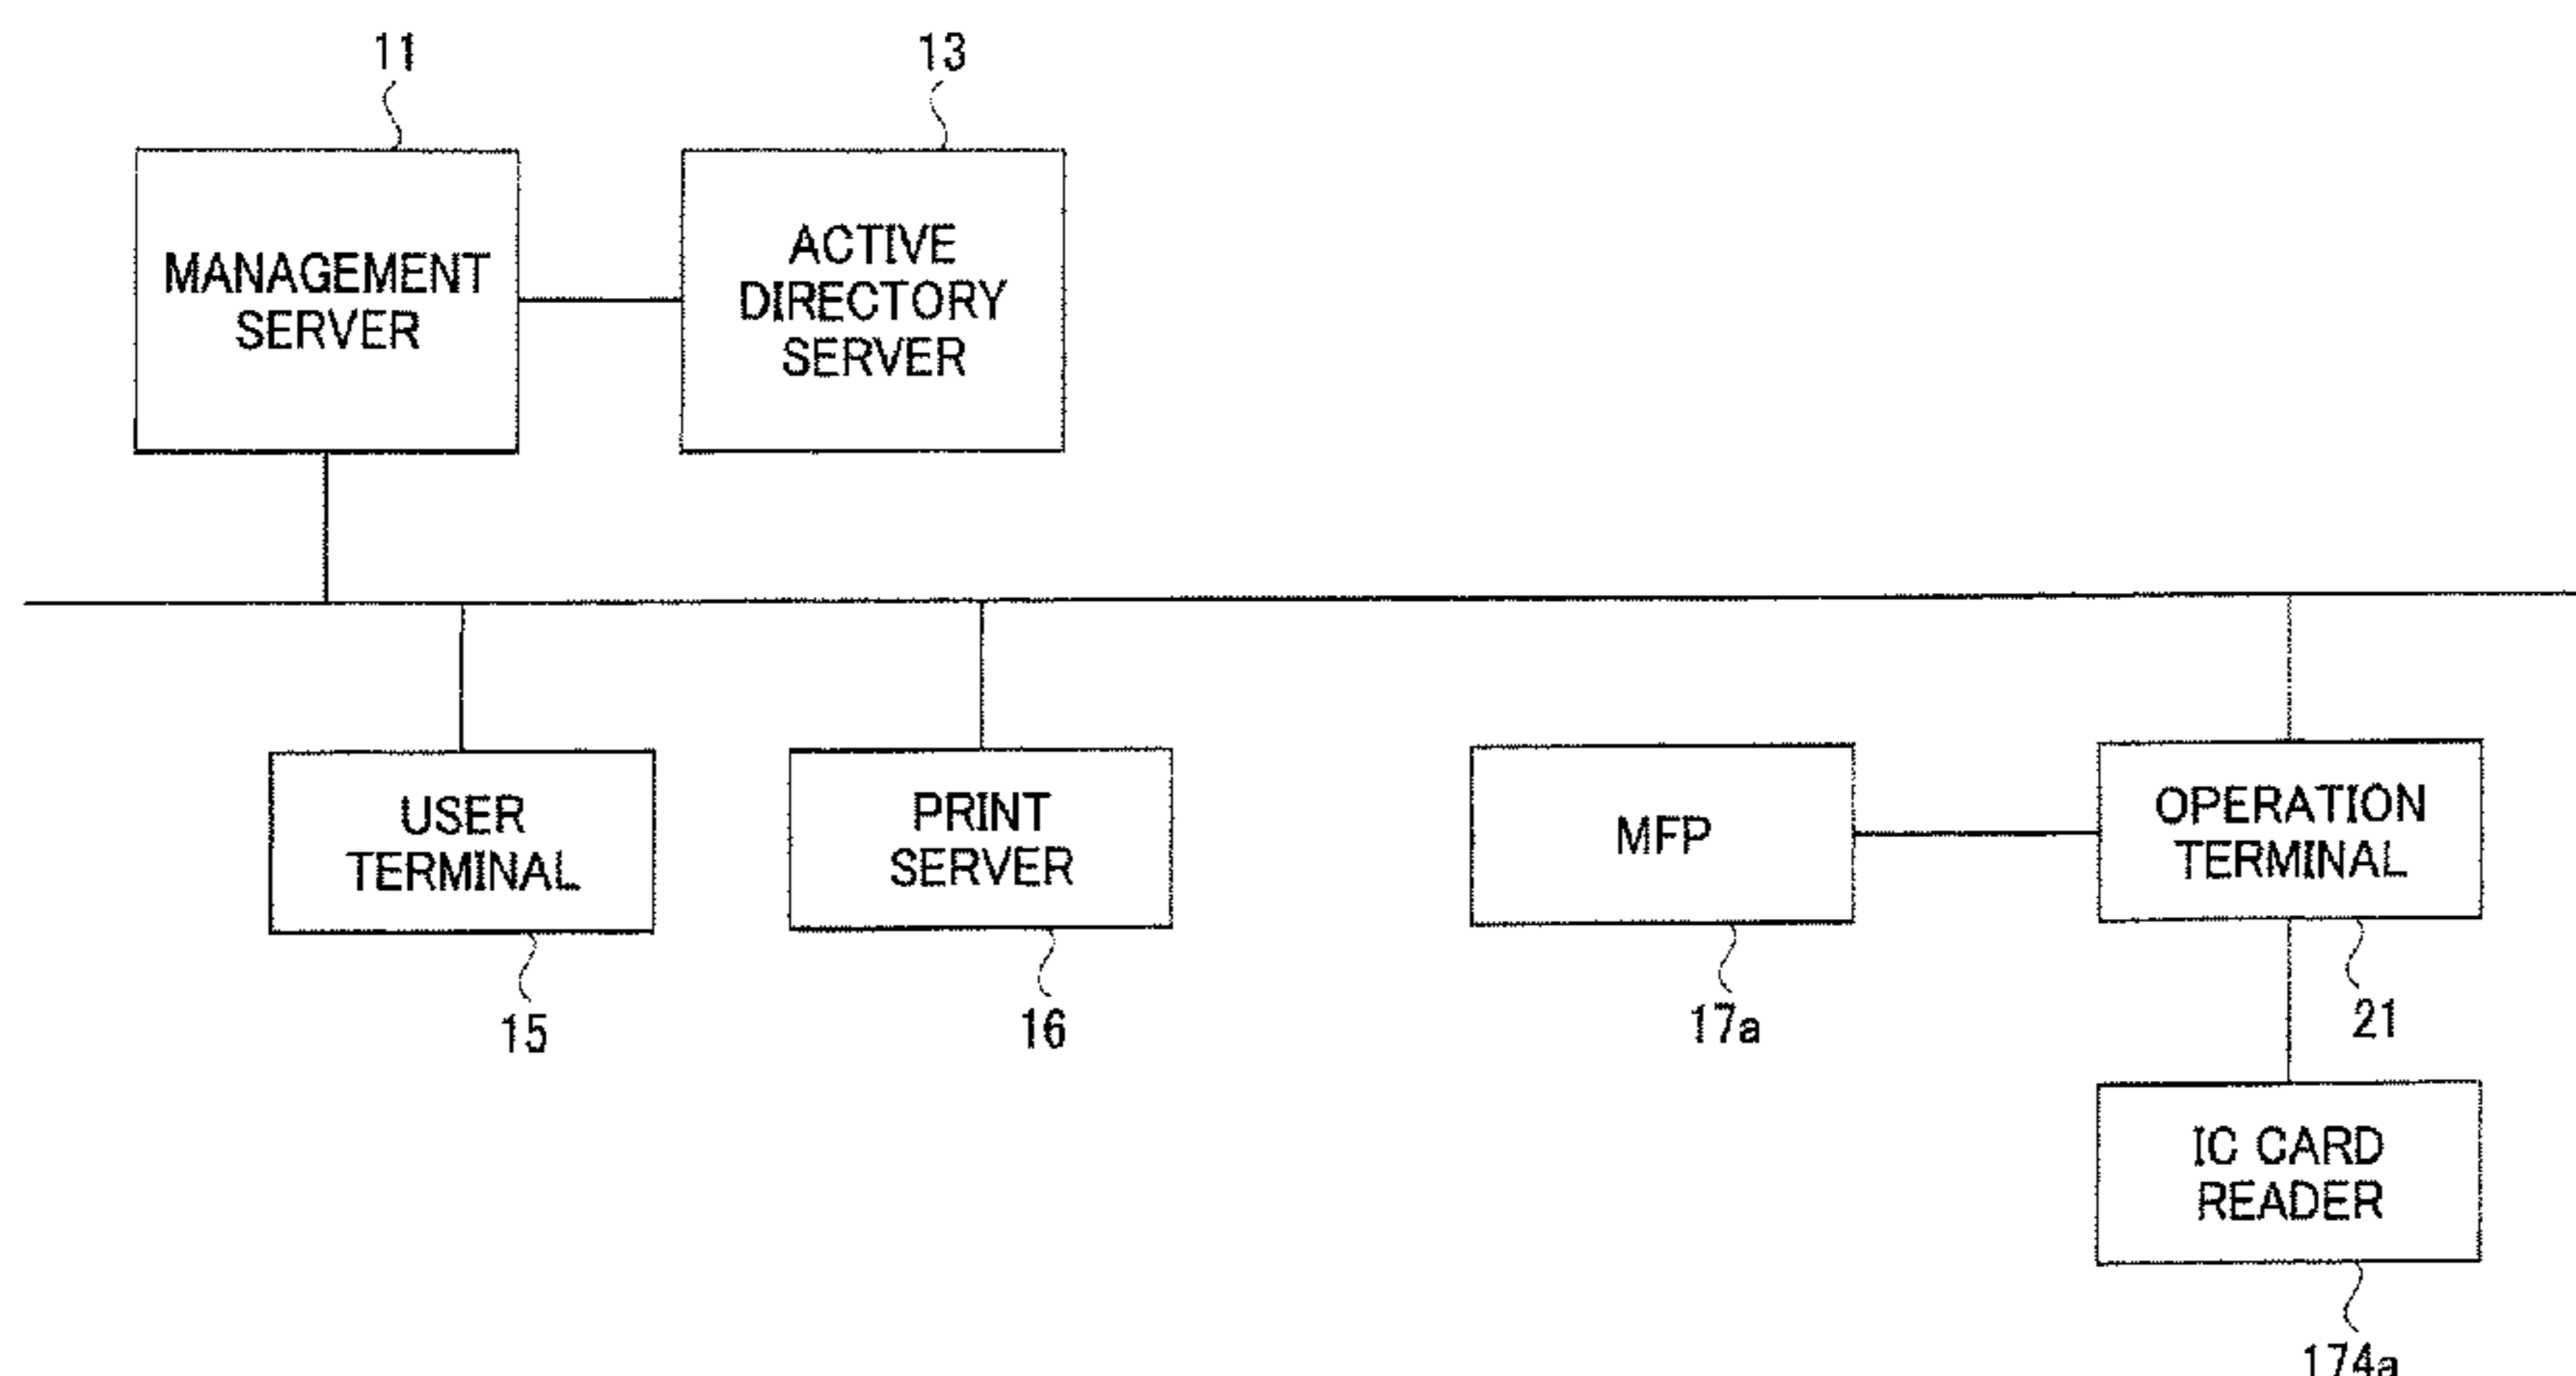 11
13
MANAGEMENT
SERVER
ACTIVE
DIRECTORY
SERVER
USER
TERMINAL
PRINT
SERVER
MFP
OPERATION
TERMINAL
15
16
17a
21
IC CARD
READER
174a